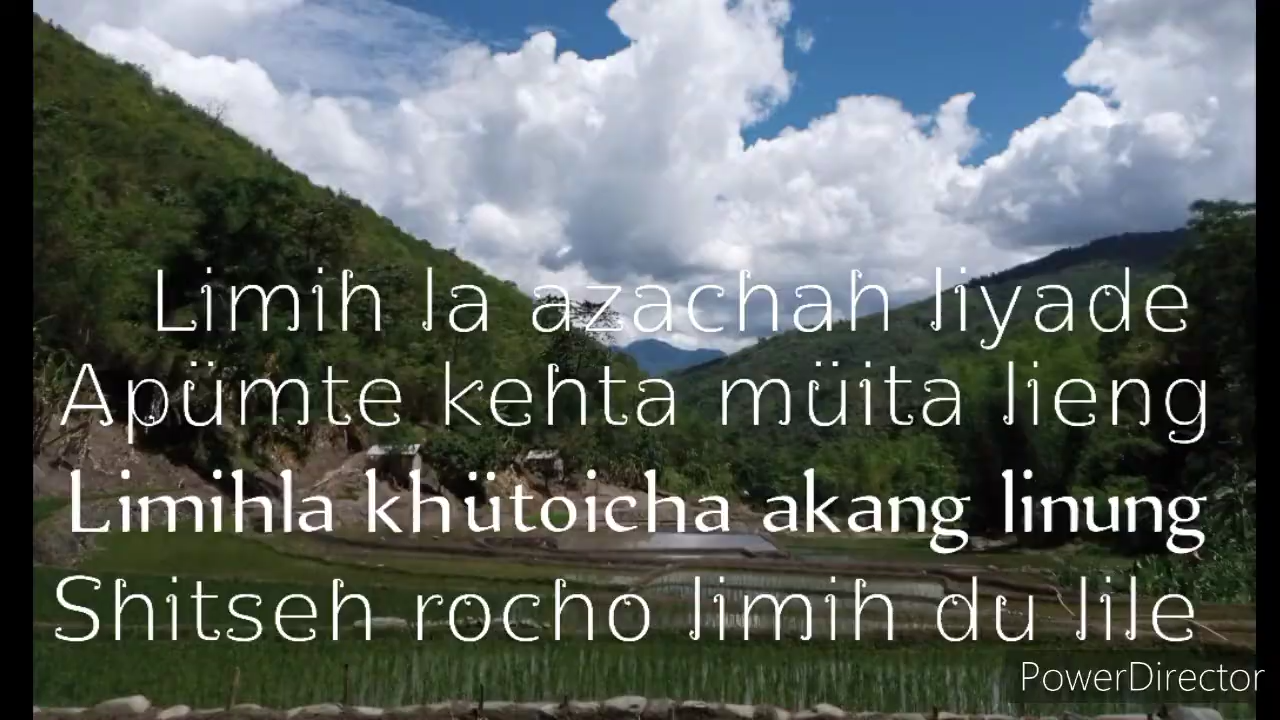 Limih la azachah liyade
Apümte kehta müita lieng
Limihla khütoicha akang linung
Shitseh rocho limih du lile
PowerDirector